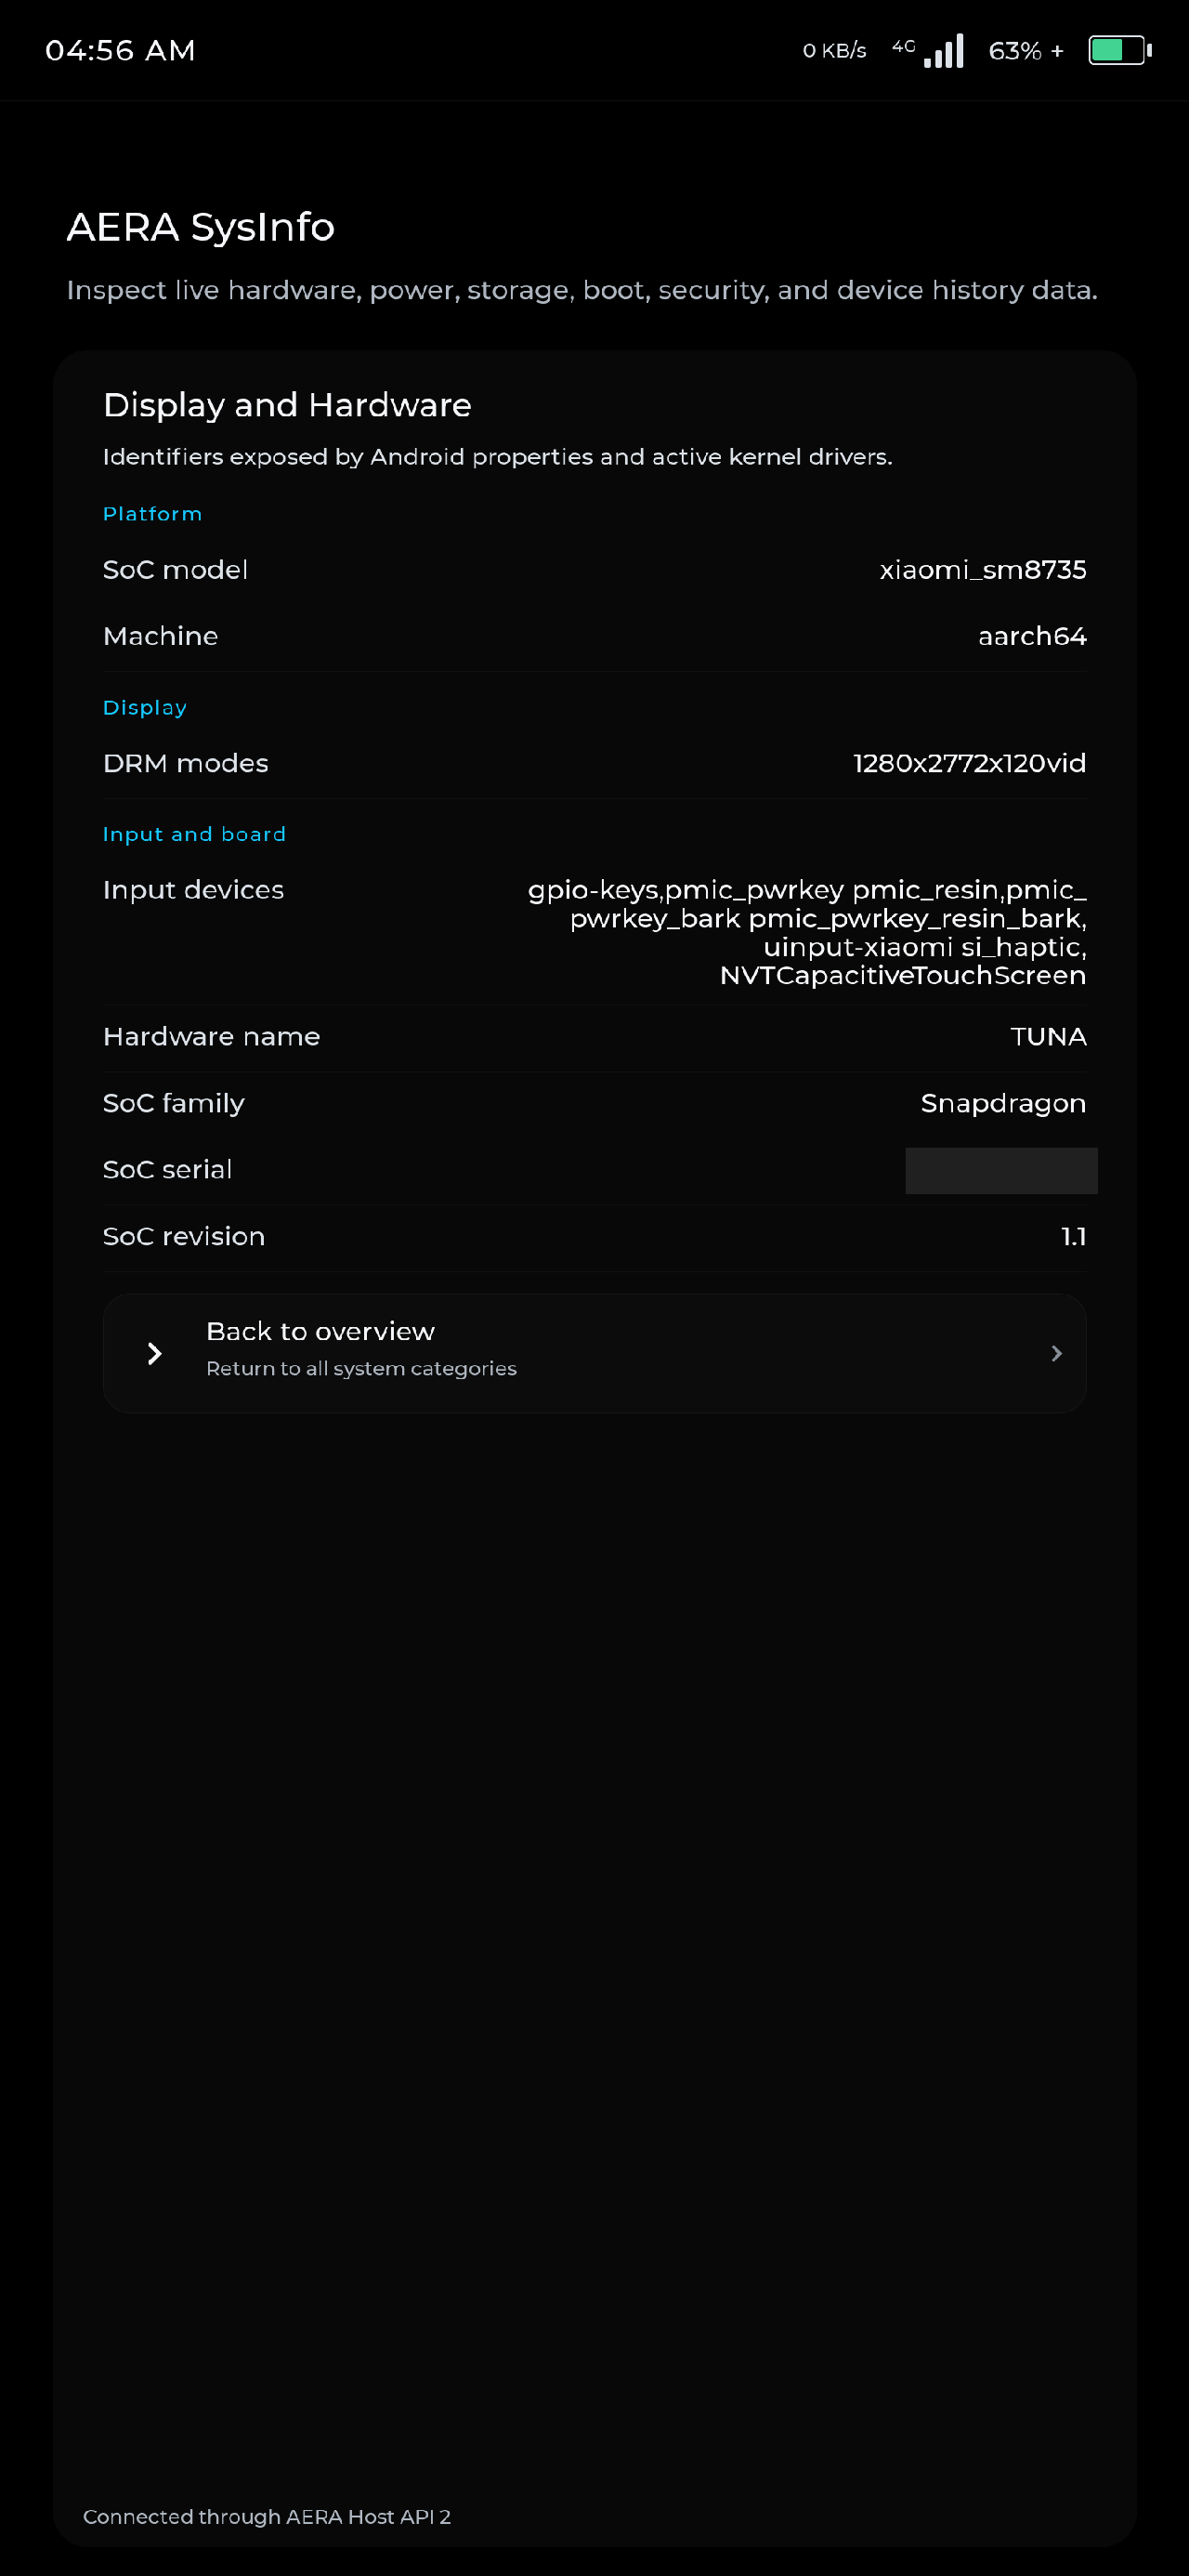 04:56 AM
0 KB/s 4G 63% +
AERA SysInfo
Inspect live hardware, power, storage, boot, security, and device history data.
Display and Hardware
Identifiers exposed by Android properties and active kernel drivers.
Platform
SoC model xiaomi_sm8735
Machine aarch64
Display
DRM modes 1280x2772x120vid
Input and board
Input devices gpio-keys,pmic_pwrkey pmic_resin,pmic_
pwrkey_bark pmic_pwrkey_resin_bark,
uinput-xiaomi si_haptic,
NVTCapacitiveTouchScreen
Hardware name TUNA
SoC family Snapdragon
SoC serial
SoC revision 1.1
Back to overview
Return to all system categories
Connected through AERA Host API 2